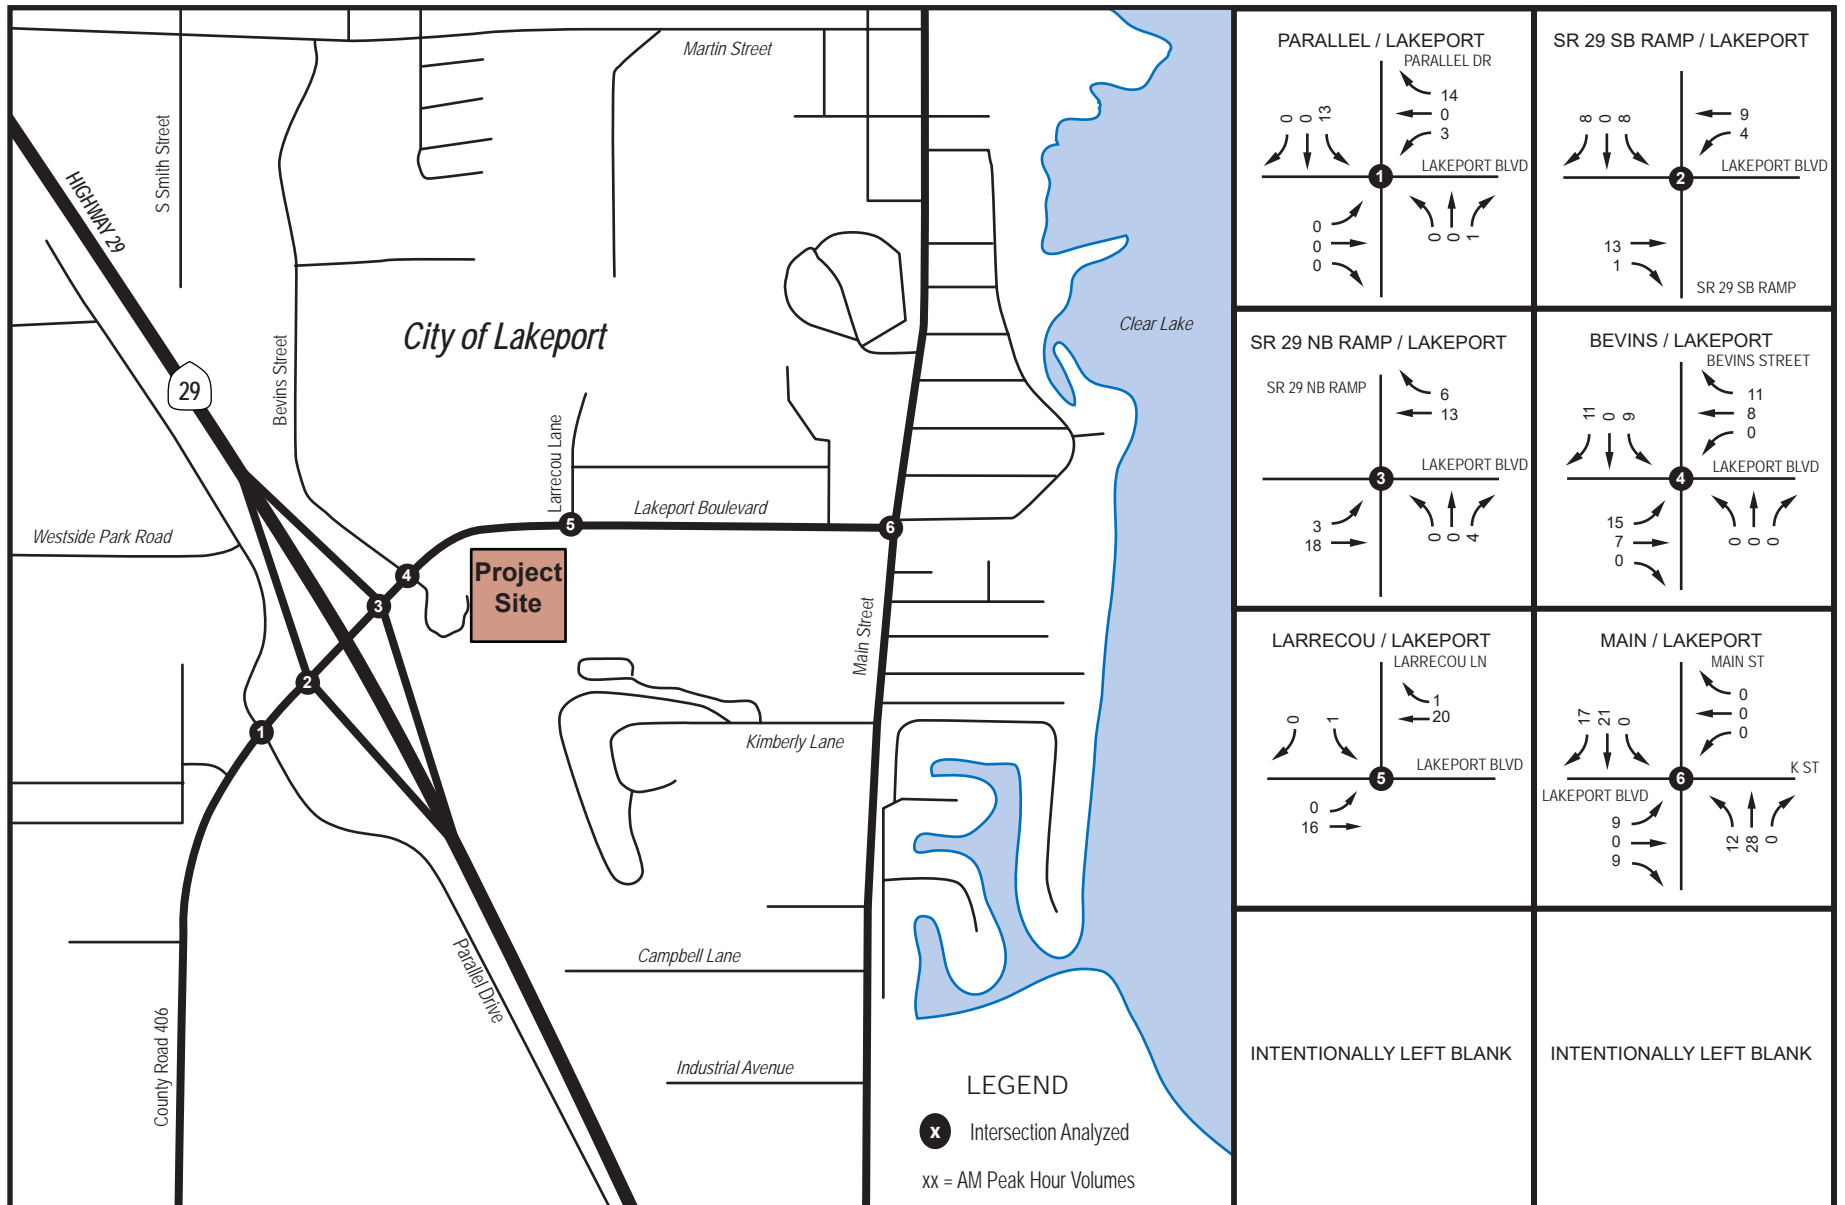 Martin Street
S Smith Street
HIGHWAY 29
29
Bevins Street
City of Lakeport
Clear Lake
Larrecou Lane
Lakeport Boulevard
Westside Park Road
Project
Site
Main Street
Kimberly Lane
Campbell Lane
Parallel Drive
County Road 406
Industrial Avenue
1
2
3
4
5
6
LEGEND
x Intersection Analyzed
xx = AM Peak Hour Volumes
PARALLEL / LAKEPORT
PARALLEL DR
0 0 13
14
0
3
LAKEPORT BLVD
1
0
0
0
0 0 1
SR 29 SB RAMP / LAKEPORT
8 0 8
9
4
LAKEPORT BLVD
2
13
1
SR 29 SB RAMP
SR 29 NB RAMP / LAKEPORT
SR 29 NB RAMP
6
13
LAKEPORT BLVD
3
3
18
0 0 4
BEVINS / LAKEPORT
BEVINS STREET
11 0 9
11
8
0
LAKEPORT BLVD
4
15
7
0
0 0 0
LARRECOU / LAKEPORT
LARRECOU LN
0 1
1
20
LAKEPORT BLVD
5
0
16
MAIN / LAKEPORT
MAIN ST
17 21 0
0
0
0
K ST
6
LAKEPORT BLVD
9
0
9
12 28 0
INTENTIONALLY LEFT BLANK
INTENTIONALLY LEFT BLANK